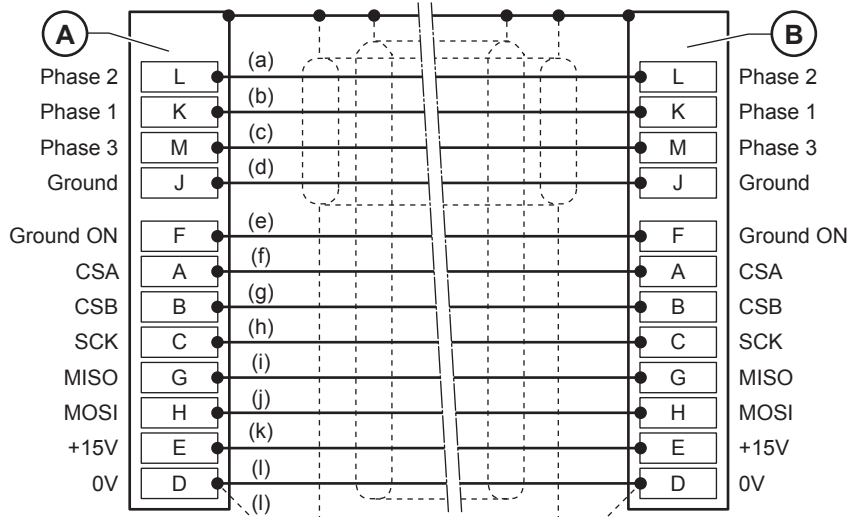 A B
Phase 2 L (a) L Phase 2
Phase 1 K (b) K Phase 1
Phase 3 M (c) M Phase 3
Ground J (d) J Ground
Ground ON F (e) F Ground ON
CSA A (f) A CSA
CSB B (g) B CSB
SCK C (h) C SCK
MISO G (i) G MISO
MOSI H (j) H MOSI
+15V E (k) E +15V
0V D (l) D 0V
(l)